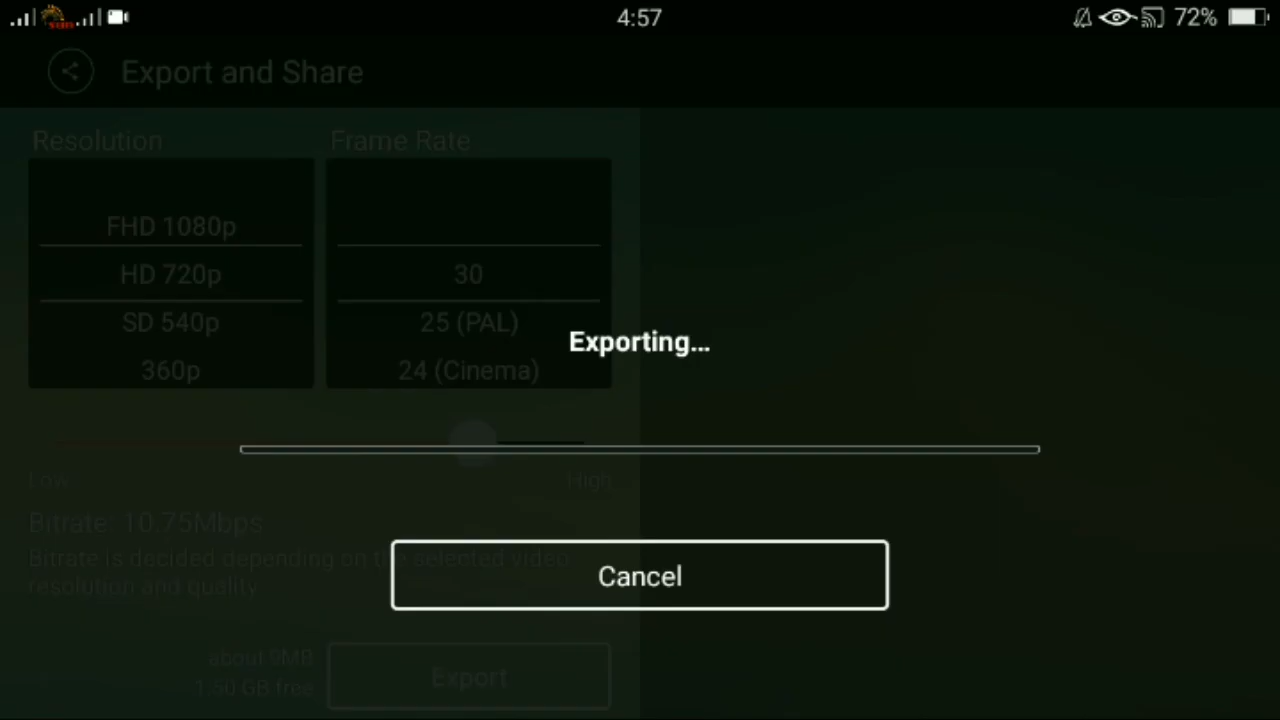 4:57
72%
Export and Share
Resolution
Frame Rate
FHD 1080p
HD 720p
30
SD 540p
25 (PAL)
360p
24 (Cinema)
Exporting...
Low
High
Bitrate: 10.75Mbps
Bitrate is decided depending on the selected video
resolution and quality
Cancel
about 9MB
1.50 GB free
Export